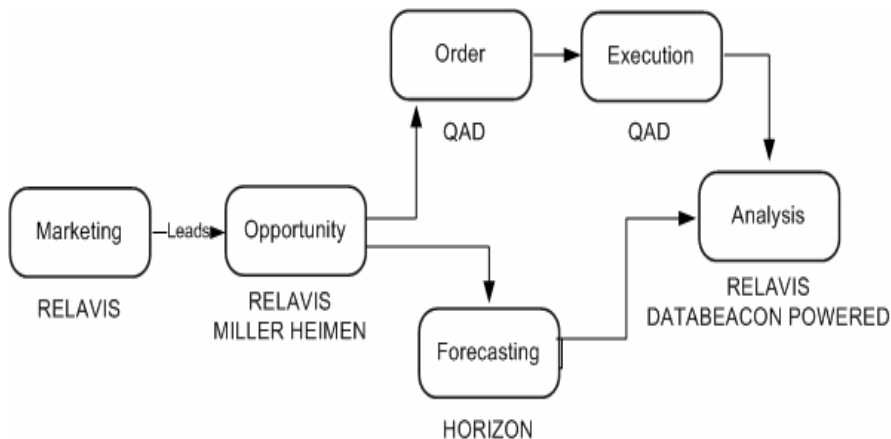 Order
Execution
QAD
QAD
Marketing
Leads
Opportunity
Analysis
RELAVIS
RELAVIS
MILLER HEIMEN
RELAVIS
DATABEACON POWERED
Forecasting
HORIZON